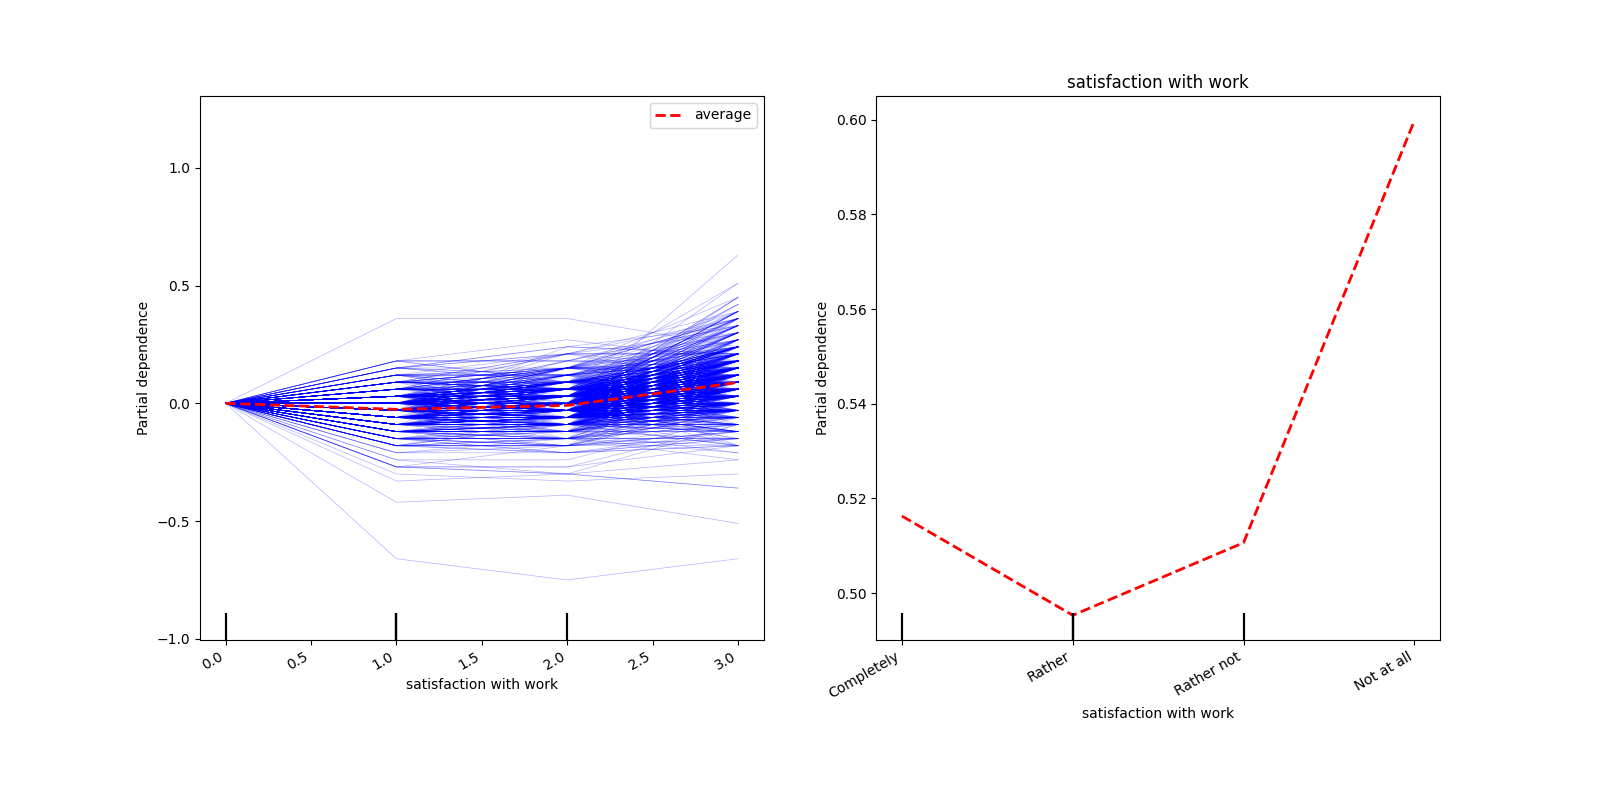 average
1.0
0.5
0.0
−0.5
−1.0
Partial dependence
0.0
0.5
1.0
1.5
2.0
2.5
3.0
satisfaction with work
satisfaction with work
0.60
0.58
0.56
0.54
0.52
0.50
Partial dependence
Completely
Rather
Rather not
Not at all
satisfaction with work